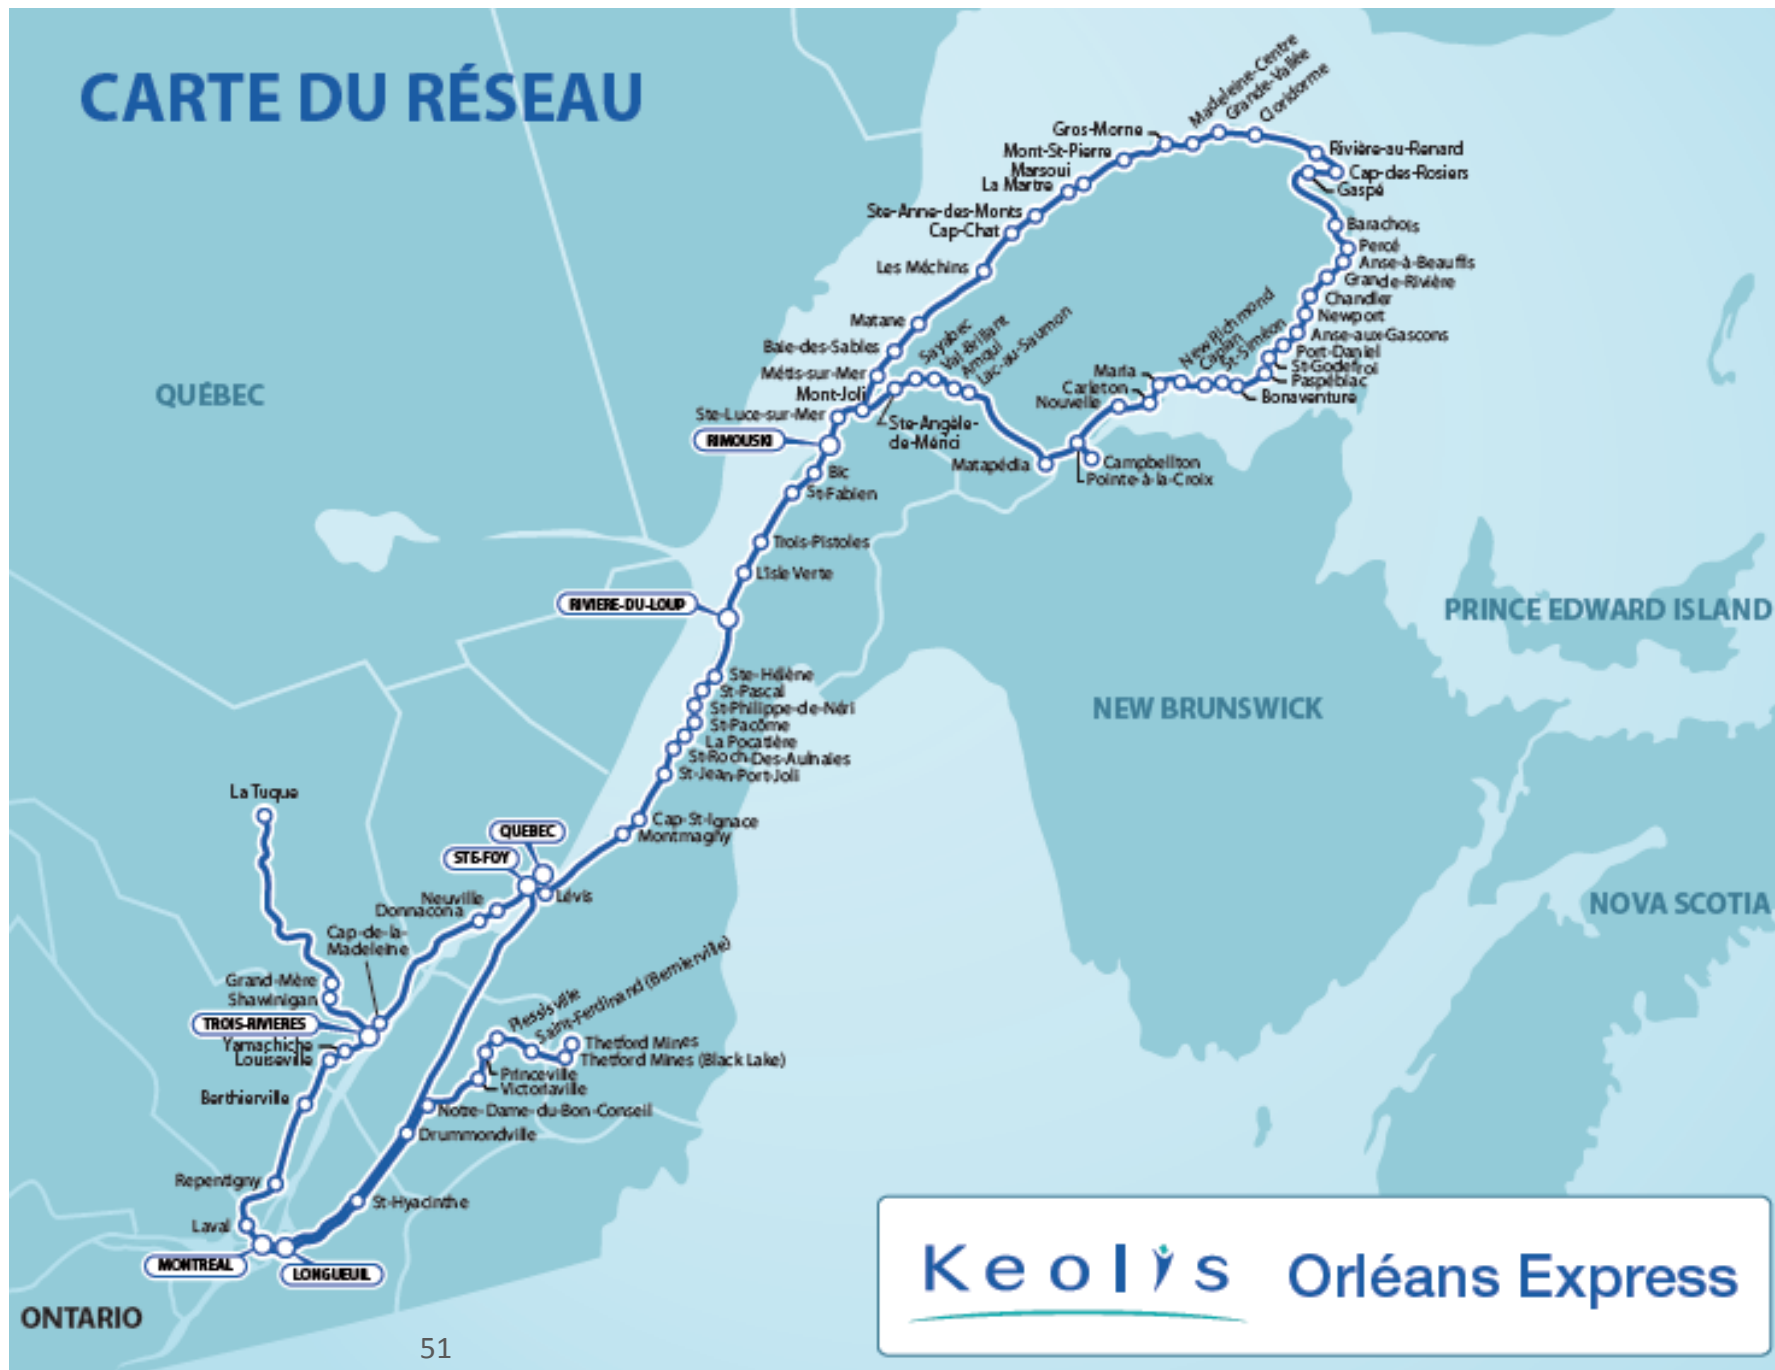 CARTE DU RÉSEAU
Madeleine-Centre
Grande-Vallée
Cloridorme
Gros-Morne
Mont-St-Pierre
Marsoui
La Martre
Rivière-au-Renard
Cap-des-Rosiers
Gaspé
Ste-Anne-des-Monts
Cap-Chat
Barachois
Percé
Anse-à-Beaufils
Grande-Rivière
Chandler
Newport
Anse-aux-Gascons
Port-Daniel
St-Godefroi
Paspébiac
Bonaventure
Les Méchins
Matane
Baie-des-Sables
Métis-sur-Mer
Mont-Joli
Ste-Luce-sur-Mer
RIMOUSKI
Sayabec
Val-Brillant
Amqui
Lac-au-Saumon
Ste-Angèle-
de-Mérici
New Richmond
Caplan
St-Siméon
Maria
Carleton
Nouvelle
Matapédia
Campbellton
Pointe-à-la-Croix
QUÉBEC
Bic
St-Fabien
Trois-Pistoles
L'Isle Verte
RIVIERE-DU-LOUP
PRINCE EDWARD ISLAND
NEW BRUNSWICK
NOVA SCOTIA
Ste-Hélène
St-Pascal
St-Philippe-de-Néri
St-Pacôme
La Pocatière
St-Roch-Des-Aulnaies
St-Jean-Port-Joli
Cap-St-Ignace
Montmagny
La Tuque
QUEBEC
STE-FOY
Lévis
Neuville
Donnacona
Cap-de-la-
Madeleine
Grand-Mère
Shawinigan
TROIS-RIVIERES
Yamachiche
Louiseville
Berthierville
Plessisville
Saint-Ferdinand (Bernierville)
Thetford Mines
Thetford Mines (Black Lake)
Princeville
Victoriaville
Notre-Dame-du-Bon-Conseil
Drummondville
Repentigny
St-Hyacinthe
Laval
MONTREAL
LONGUEUIL
ONTARIO
Keolis Orléans Express
51